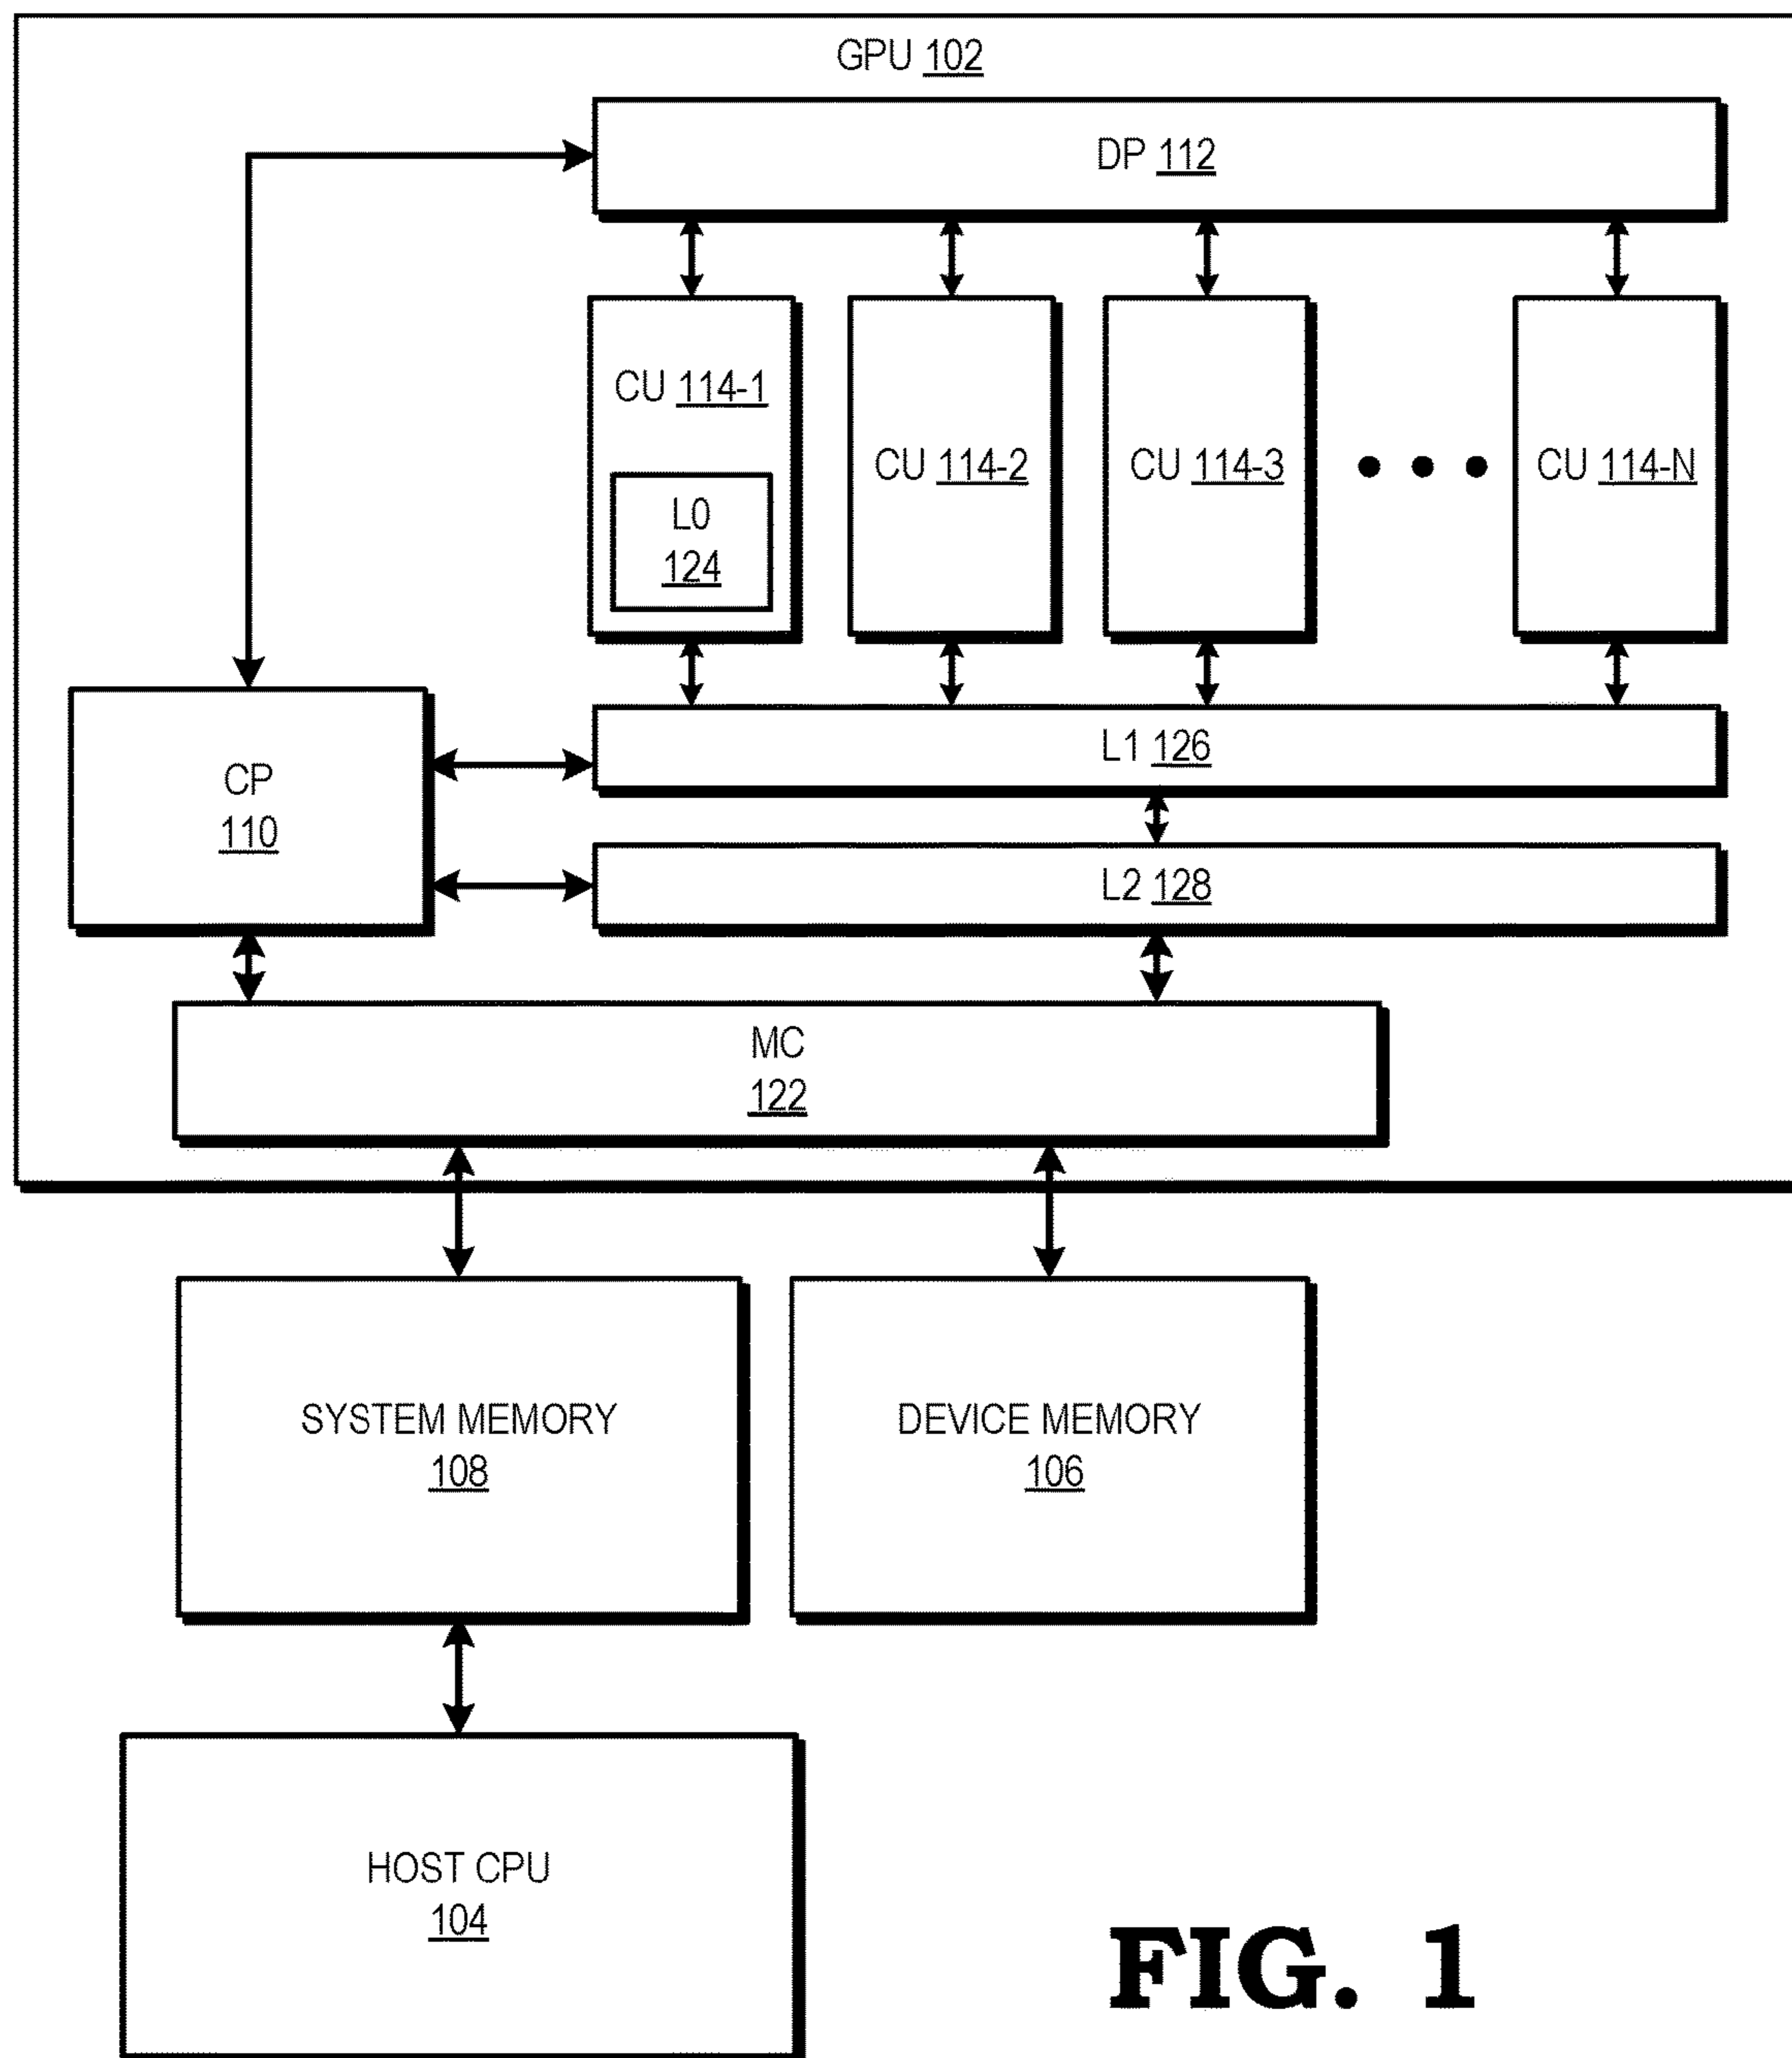 GPU 102
DP 112
CU 114-1
L0
124
CU 114-2
CU 114-3
CU 114-N
L1 126
CP
110
L2 128
MC
122
SYSTEM MEMORY
108
DEVICE MEMORY
106
HOST CPU
104
FIG. 1